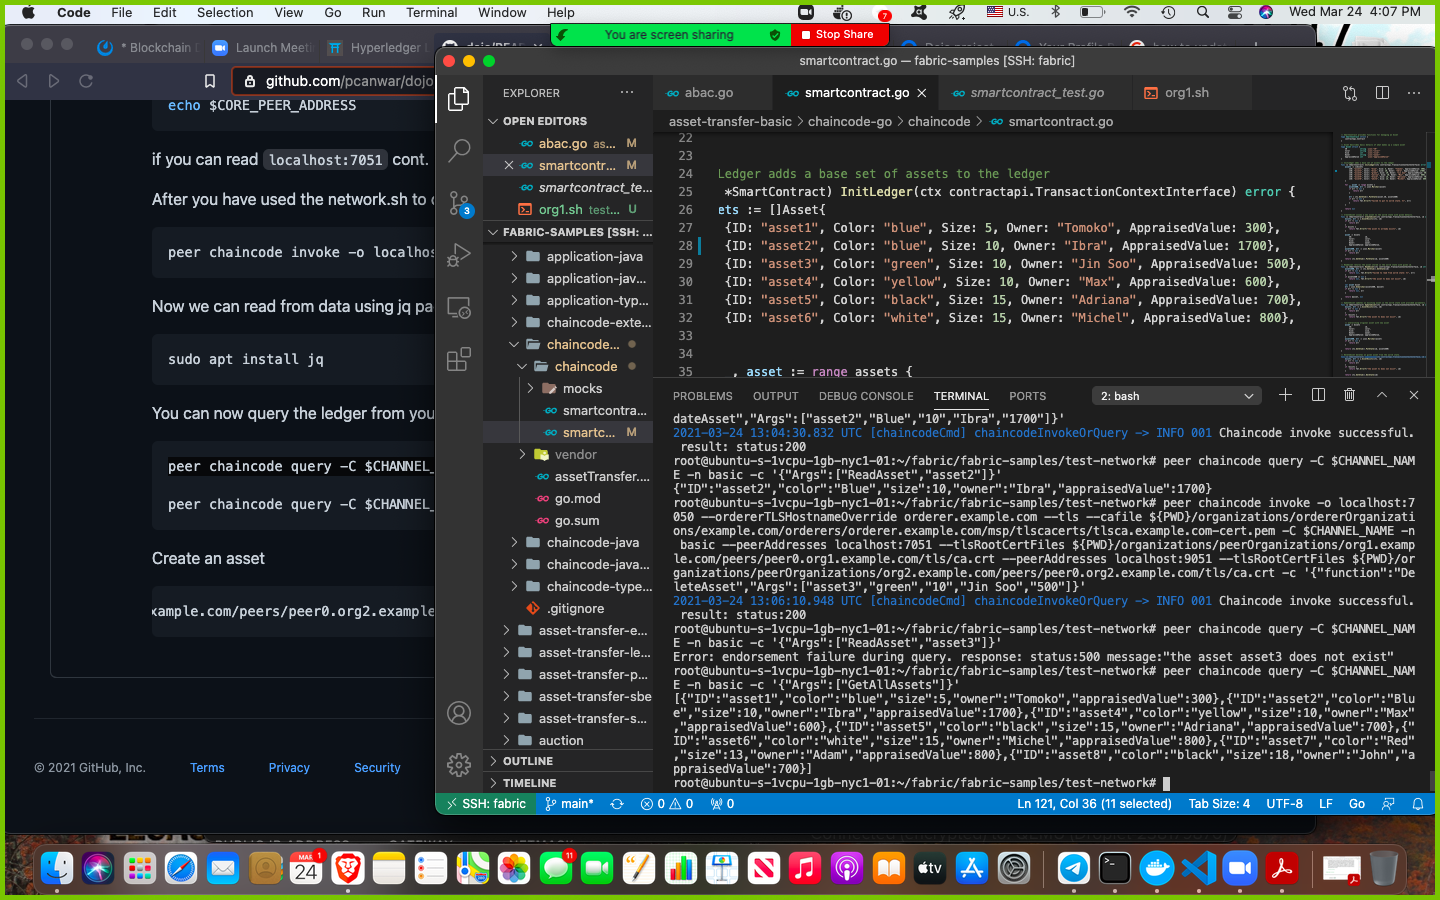 Code File Edit Selection View Go Run Terminal Window Help
7
U.S.
Wed Mar 24 4:07 PM
You are screen sharing
Stop Share
* Blockchain
Launch Meeti
Hyperledger
github.com/pcanwar/dojo
echo $CORE_PEER_ADDRESS
if you can read localhost:7051 cont.
After you have used the network.sh to
peer chaincode invoke -o localhos
Now we can read from data using jq pa
sudo apt install jq
You can now query the ledger from you
peer chaincode query -C $CHANNEL_
peer chaincode query -C $CHANNEL_
Create an asset
example.com/peers/peer0.org2.example
© 2021 GitHub, Inc.
Terms
Privacy
Security
smartcontract.go — fabric-samples [SSH: fabric]
EXPLORER
OPEN EDITORS
abac.go as... M
smartcontr... M
smartcontract_te...
org1.sh test... U
FABRIC-SAMPLES [SSH: ...
application-java
application-jav...
application-typ...
chaincode-exte...
chaincode...
chaincode
mocks
smartcontra...
smartc... M
vendor
assetTransfer....
go.mod
go.sum
chaincode-java
chaincode-java...
chaincode-type...
.gitignore
asset-transfer-e...
asset-transfer-le...
asset-transfer-p...
asset-transfer-sbe
asset-transfer-s...
auction
OUTLINE
TIMELINE
3
abac.go
smartcontract.go
smartcontract_test.go
org1.sh
asset-transfer-basic > chaincode-go > chaincode > smartcontract.go
22
23
24 Ledger adds a base set of assets to the ledger
25 *SmartContract) InitLedger(ctx contractapi.TransactionContextInterface) error {
26 ets := []Asset{
27 {ID: "asset1", Color: "blue", Size: 5, Owner: "Tomoko", AppraisedValue: 300},
28 {ID: "asset2", Color: "blue", Size: 10, Owner: "Ibra", AppraisedValue: 1700},
29 {ID: "asset3", Color: "green", Size: 10, Owner: "Jin Soo", AppraisedValue: 500},
30 {ID: "asset4", Color: "yellow", Size: 10, Owner: "Max", AppraisedValue: 600},
31 {ID: "asset5", Color: "black", Size: 15, Owner: "Adriana", AppraisedValue: 700},
32 {ID: "asset6", Color: "white", Size: 15, Owner: "Michel", AppraisedValue: 800},
33
34
35 , asset := range assets {
PROBLEMS OUTPUT DEBUG CONSOLE TERMINAL PORTS
2: bash
dateAsset","Args":["asset2","Blue","10","Ibra","1700"]}'
2021-03-24 13:04:30.832 UTC [chaincodeCmd] chaincodeInvokeOrQuery -> INFO 001 Chaincode invoke successful.
result: status:200
root@ubuntu-s-1vcpu-1gb-nyc1-01:~/fabric/fabric-samples/test-network# peer chaincode query -C $CHANNEL_NAM
E -n basic -c '{"Args":["ReadAsset","asset2"]}'
{"ID":"asset2","color":"Blue","size":10,"owner":"Ibra","appraisedValue":1700}
root@ubuntu-s-1vcpu-1gb-nyc1-01:~/fabric/fabric-samples/test-network# peer chaincode invoke -o localhost:7
050 --ordererTLSHostnameOverride orderer.example.com --tls --cafile ${PWD}/organizations/ordererOrganizati
ons/example.com/orderers/orderer.example.com/msp/tlscacerts/tlsca.example.com-cert.pem -C $CHANNEL_NAME -n
basic --peerAddresses localhost:7051 --tlsRootCertFiles ${PWD}/organizations/peerOrganizations/org1.examp
le.com/peers/peer0.org1.example.com/tls/ca.crt --peerAddresses localhost:9051 --tlsRootCertFiles ${PWD}/or
ganizations/peerOrganizations/org2.example.com/peers/peer0.org2.example.com/tls/ca.crt -c '{"function":"De
leteAsset","Args":["asset3","green","10","Jin Soo","500"]}'
2021-03-24 13:06:10.948 UTC [chaincodeCmd] chaincodeInvokeOrQuery -> INFO 001 Chaincode invoke successful.
result: status:200
root@ubuntu-s-1vcpu-1gb-nyc1-01:~/fabric/fabric-samples/test-network# peer chaincode query -C $CHANNEL_NAM
E -n basic -c '{"Args":["ReadAsset","asset3"]}'
Error: endorsement failure during query. response: status:500 message:"the asset asset3 does not exist"
root@ubuntu-s-1vcpu-1gb-nyc1-01:~/fabric/fabric-samples/test-network# peer chaincode query -C $CHANNEL_NAM
E -n basic -c '{"Args":["GetAllAssets"]}'
[{"ID":"asset1","color":"blue","size":5,"owner":"Tomoko","appraisedValue":300},{"ID":"asset2","color":"Blu
e","size":10,"owner":"Ibra","appraisedValue":1700},{"ID":"asset4","color":"yellow","size":10,"owner":"Max"
,"appraisedValue":600},{"ID":"asset5","color":"black","size":15,"owner":"Adriana","appraisedValue":700},{"
ID":"asset6","color":"white","size":15,"owner":"Michel","appraisedValue":800},{"ID":"asset7","color":"Red"
,"size":13,"owner":"Adam","appraisedValue":800},{"ID":"asset8","color":"black","size":18,"owner":"John","a
ppraisedValue":700}]
root@ubuntu-s-1vcpu-1gb-nyc1-01:~/fabric/fabric-samples/test-network#
SSH: fabric main* 0 0 0
Ln 121, Col 36 (11 selected) Tab Size: 4 UTF-8 LF Go
MAR 24
1
11
tv